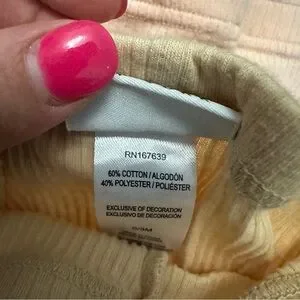 RN167639
60% COTTON / ALGODÓN
40% POLYESTER / POLIÉSTER
EXCLUSIVE OF DECORATION
EXCLUSIVO DE DECORACIÓN